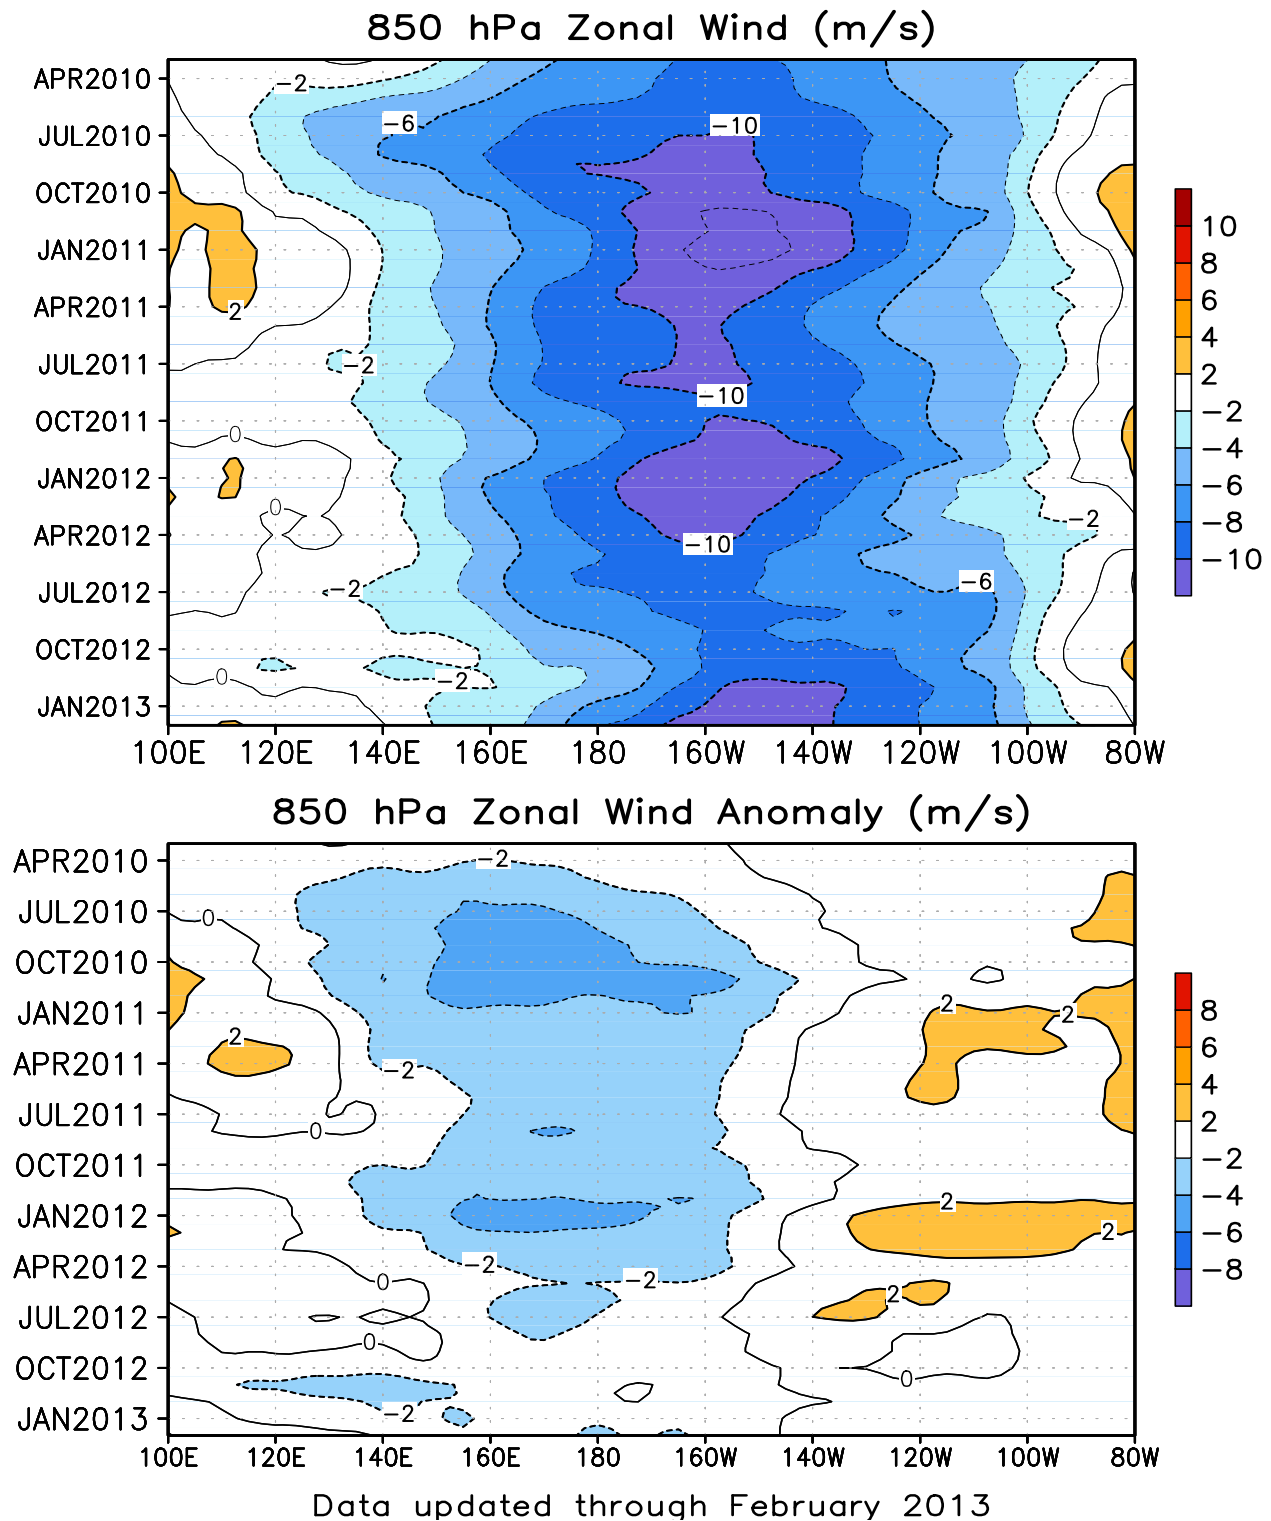 850 hPa Zonal Wind (m/s)
APR2010
JUL2010
OCT2010
JAN2011
APR2011
JUL2011
OCT2011
JAN2012
APR2012
JUL2012
OCT2012
JAN2013
-2
-6
-10
2
-2
-10
0
0
-2
-10
-2
-6
-2
0
100E 120E 140E 160E 180 160W 140W 120W 100W 80W
10
8
6
4
2
-2
-4
-6
-8
-10
850 hPa Zonal Wind Anomaly (m/s)
APR2010
JUL2010
OCT2010
JAN2011
APR2011
JUL2011
OCT2011
JAN2012
APR2012
JUL2012
OCT2012
JAN2013
-2
0
2
2
2
-2
0
2
2
-2
-2
0
2
0
0
-2
100E 120E 140E 160E 180 160W 140W 120W 100W 80W
8
6
4
2
-2
-4
-6
-8
Data updated through February 2013